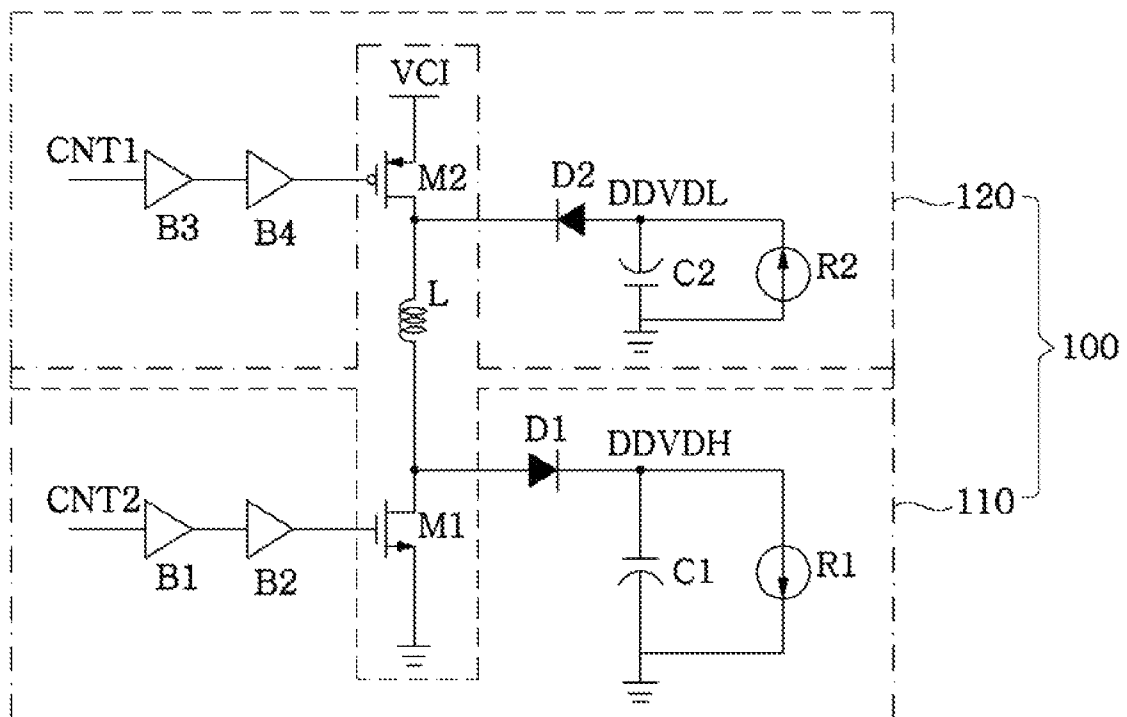 VCI
CNT1
B3
B4
M2
D2
DDVDL
C2
R2
120
L
100
CNT2
B1
B2
M1
D1
DDVDH
C1
R1
110